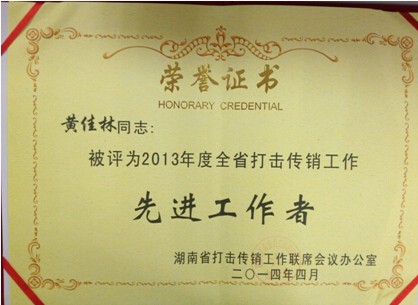 荣誉证书
HONORARY CREDENTIAL
黄佳林同志：
被评为2013年度全省打击传销工作
先进工作者
湖南省打击传销工作联席会议办公室
二〇一四年四月